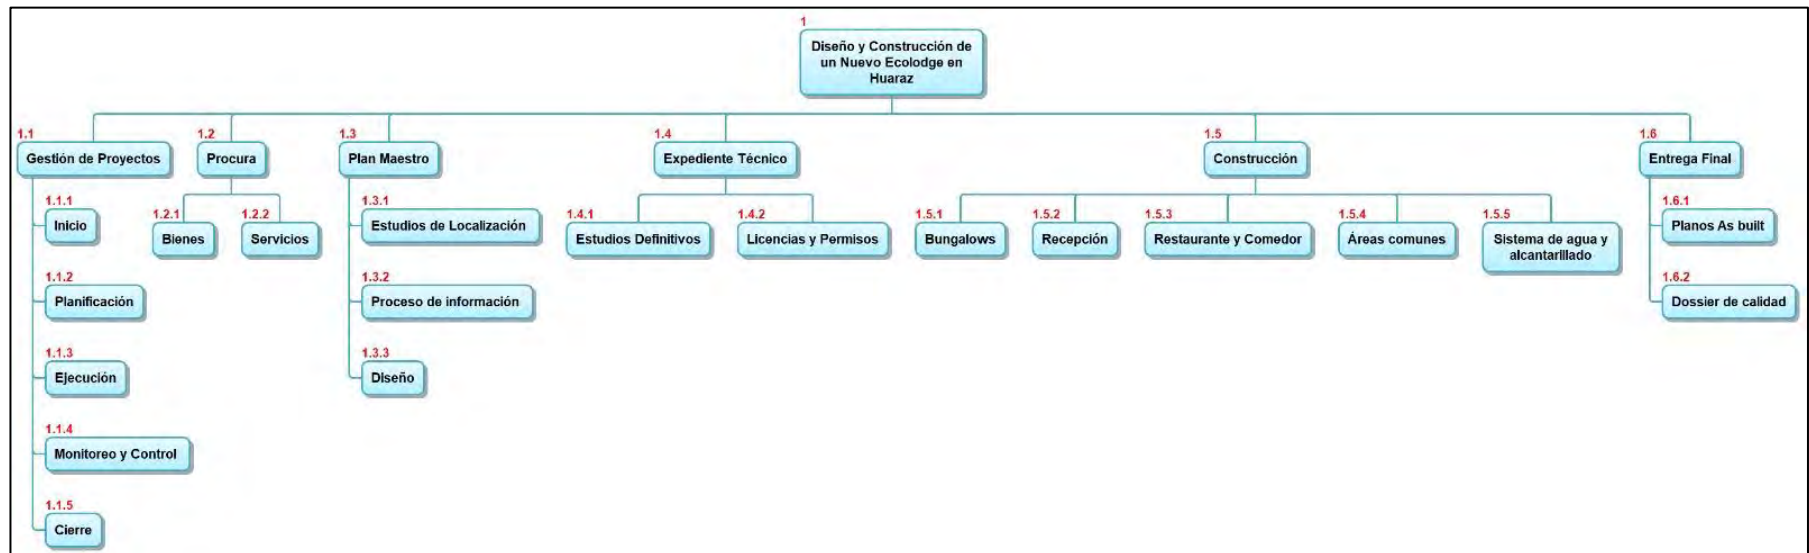 1
Diseño y Construcción de
un Nuevo Ecolodge en
Huaraz
1.1
Gestión de Proyectos
1.1.1
Inicio
1.1.2
Planificación
1.1.3
Ejecución
1.1.4
Monitoreo y Control
1.1.5
Cierre
1.2
Procura
1.2.1
Bienes
1.2.2
Servicios
1.3
Plan Maestro
1.3.1
Estudios de Localización
1.3.2
Proceso de información
1.3.3
Diseño
1.4
Expediente Técnico
1.4.1
Estudios Definitivos
1.4.2
Licencias y Permisos
1.5
Construcción
1.5.1
Bungalows
1.5.2
Recepción
1.5.3
Restaurante y Comedor
1.5.4
Áreas comunes
1.5.5
Sistema de agua y
alcantarillado
1.6
Entrega Final
1.6.1
Planos As built
1.6.2
Dossier de calidad